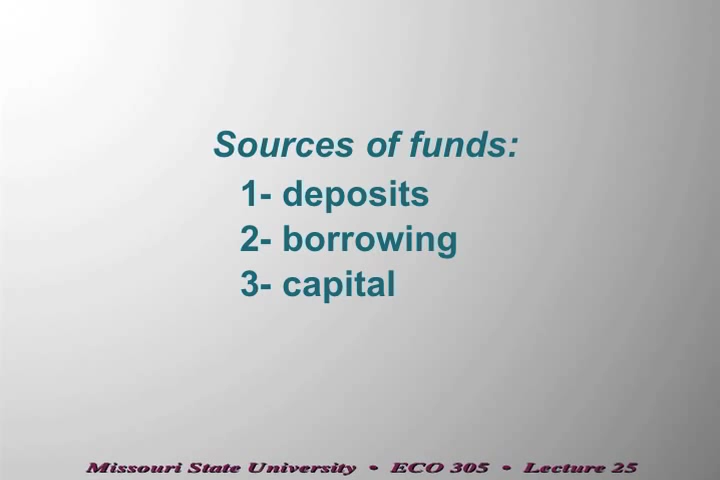 Sources of funds:
1- deposits
2- borrowing
3- capital
Missouri State University • ECO 305 • Lecture 25